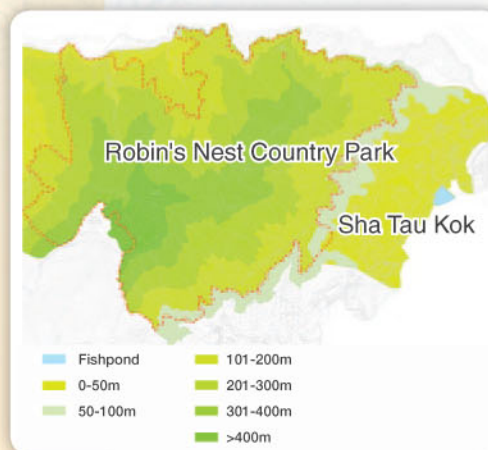 Robin's Nest Country Park
Sha Tau Kok
Fishpond
0-50m
50-100m
101-200m
201-300m
301-400m
>400m